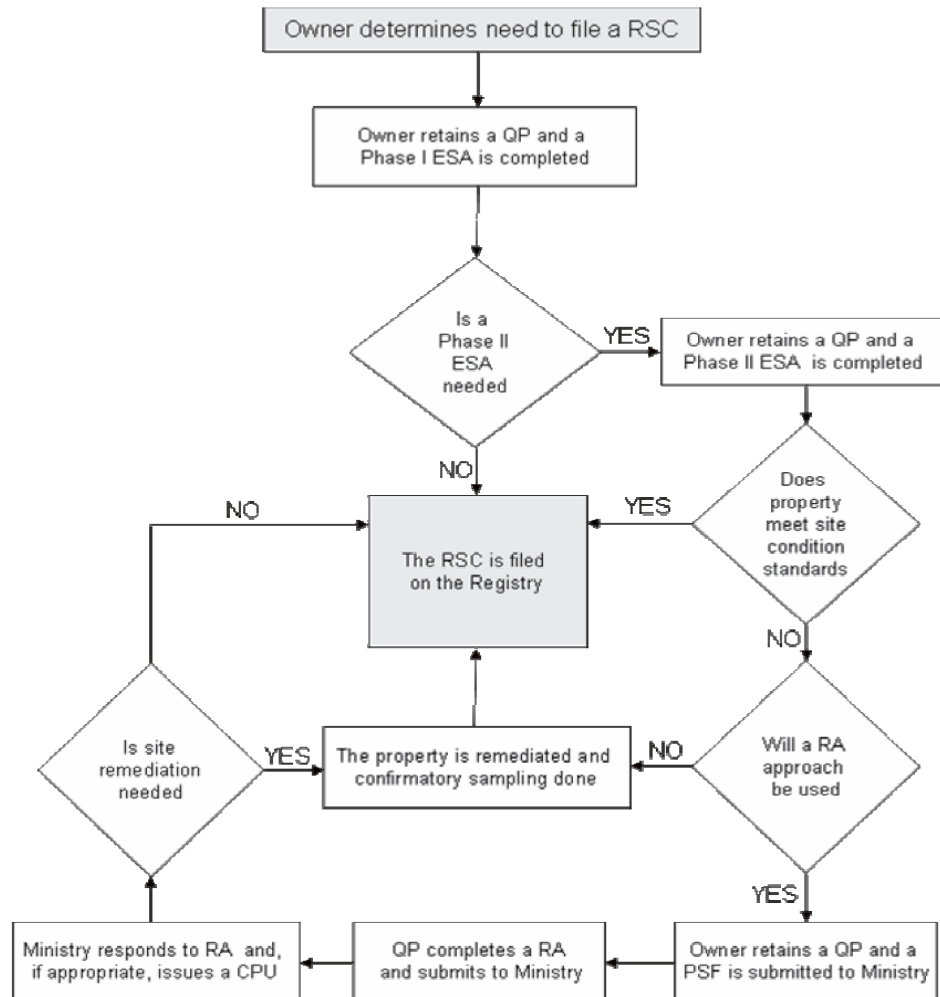 Owner determines need to file a RSC
Owner retains a QP and a
Phase I ESA is completed
Is a
Phase II
ESA
needed
YES
Owner retains a QP and a
Phase II ESA is completed
NO
Does
property
meet site
condition
standards
YES
NO
The RSC is filed
on the Registry
NO
Will a RA
approach
be used
NO
The property is remediated and
confirmatory sampling done
YES
Is site
remediation
needed
YES
Owner retains a QP and a
PSF is submitted to Ministry
QP completes a RA
and submits to Ministry
Ministry responds to RA and,
if appropriate, issues a CPU